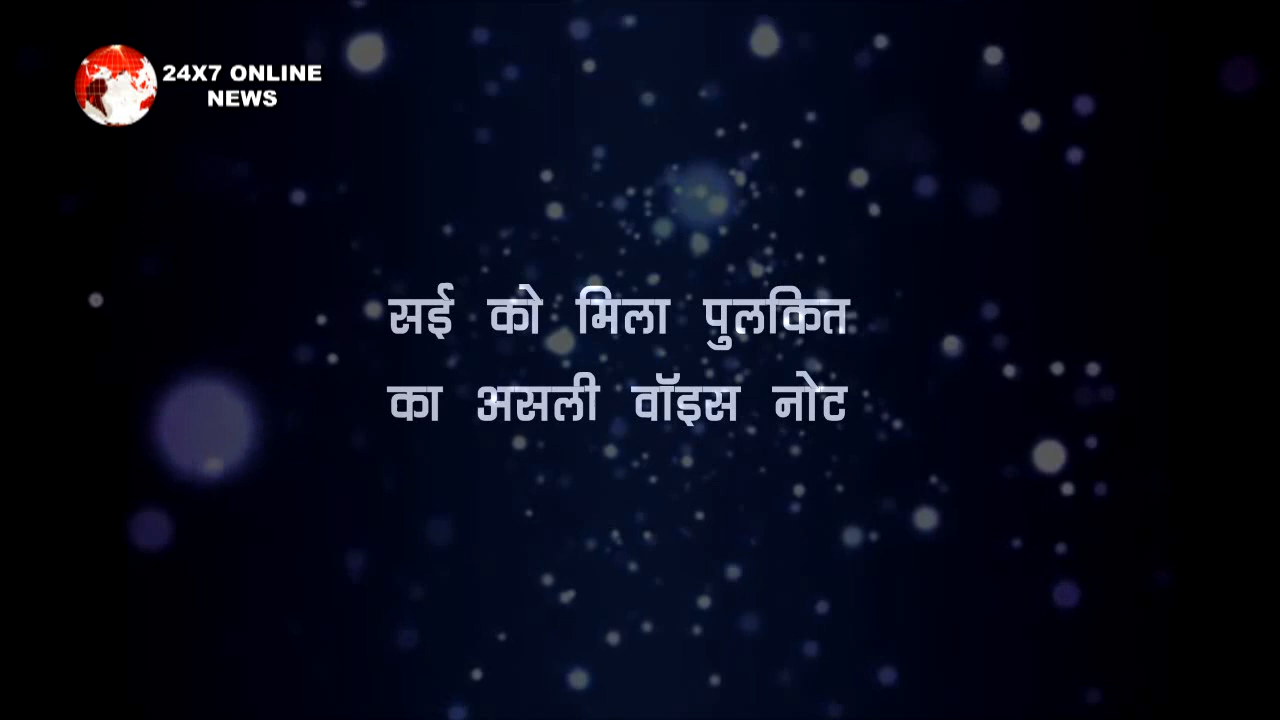 24X7 ONLINE
NEWS
सई को मिला पुलकित
का असली वॉइस नोट